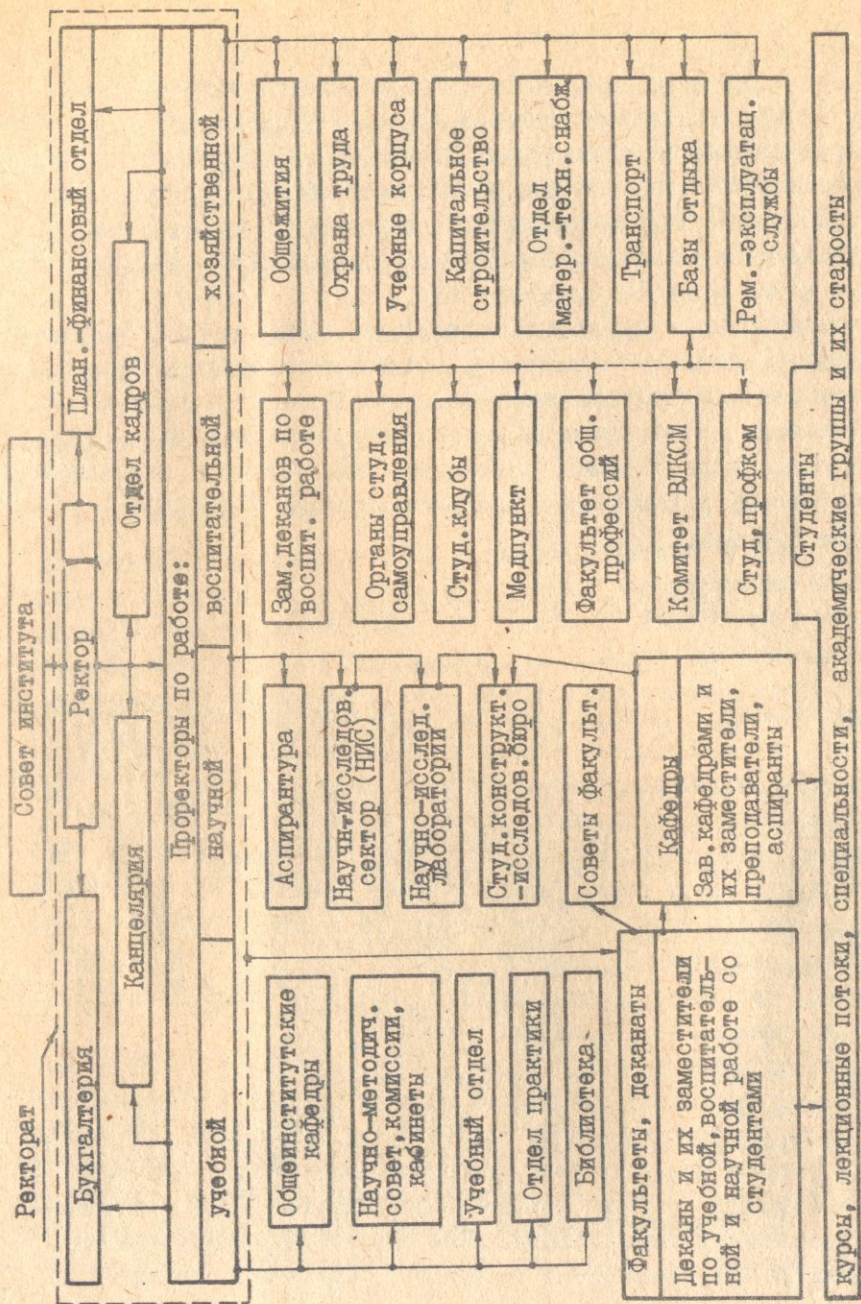 Совет института
Ректорат
Бухгалтерия
Ректор
План.-финансовый отдел
Канцелярия
Отдел кадров
Проректоры по работе:
учебной
научной
воспитательной
хозяйственной
Общеинститутские
кафедры
Научно-методич.
совет, комиссии,
кабинеты
Учебный отдел
Отдел практики
Библиотека
Аспирантура
Научн.-исследов.
сектор (НИС)
Научно-исслед.
лаборатории
Студ.конструкт.
-исследов.бюро
Советы факульт.
Зам.деканов по
воспит. работе
Органы студ.
самоуправления
Студ.клубы
Медпункт
Факультет общ.
профессий
Комитет ВЛКСМ
Студ.профком
Общежития
Охрана труда
Учебные корпуса
Капитальное
строительство
Отдел
матер.-техн.снабж.
Транспорт
Базы отдыха
Рем.-эксплуатац.
службы
Факультеты, деканаты
Деканы и их заместители
по учебной, воспитатель-
ной и научной работе со
студентами
Кафедры
Зав.кафедрами и
их заместители,
преподаватели,
аспиранты
Студенты
курсы, лекционные потоки, специальности, академические группы и их старосты